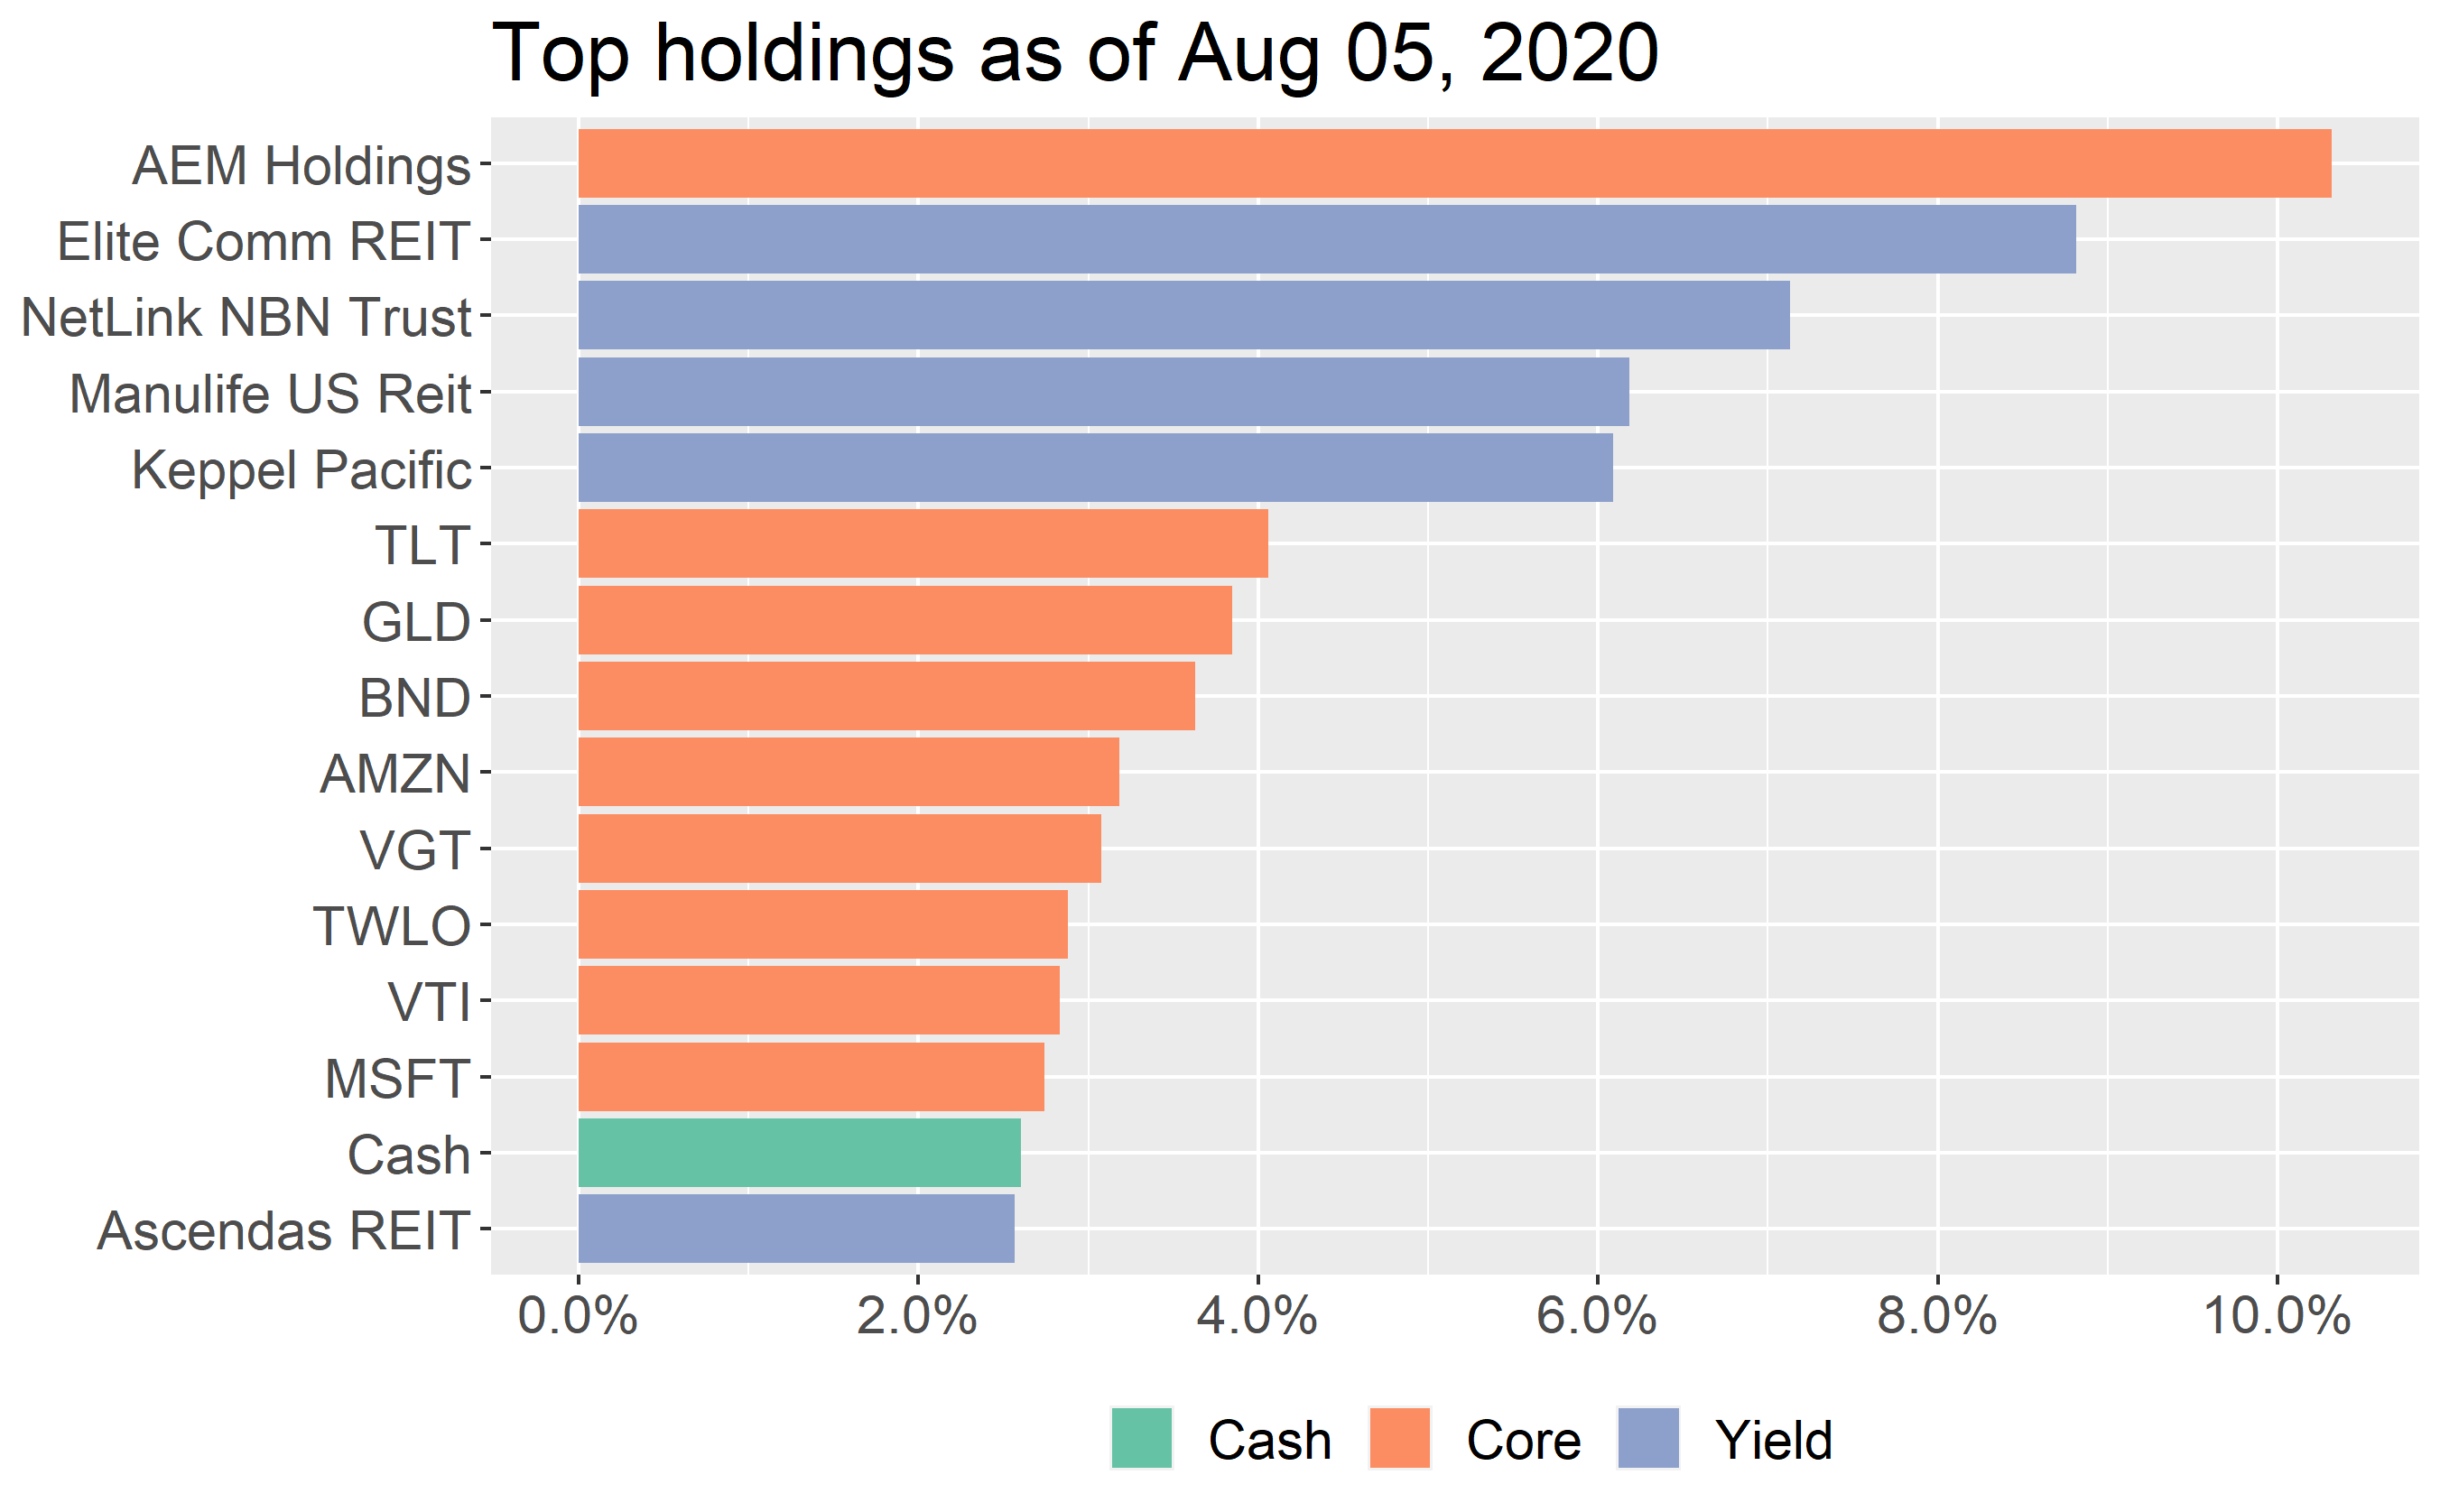 Top holdings as of Aug 05, 2020
AEM Holdings
Elite Comm REIT
NetLink NBN Trust
Manulife US Reit
Keppel Pacific
TLT
GLD
BND
AMZN
VGT
TWLO
VTI
MSFT
Cash
Ascendas REIT
0.0% 2.0% 4.0% 6.0% 8.0% 10.0%
Cash Core Yield